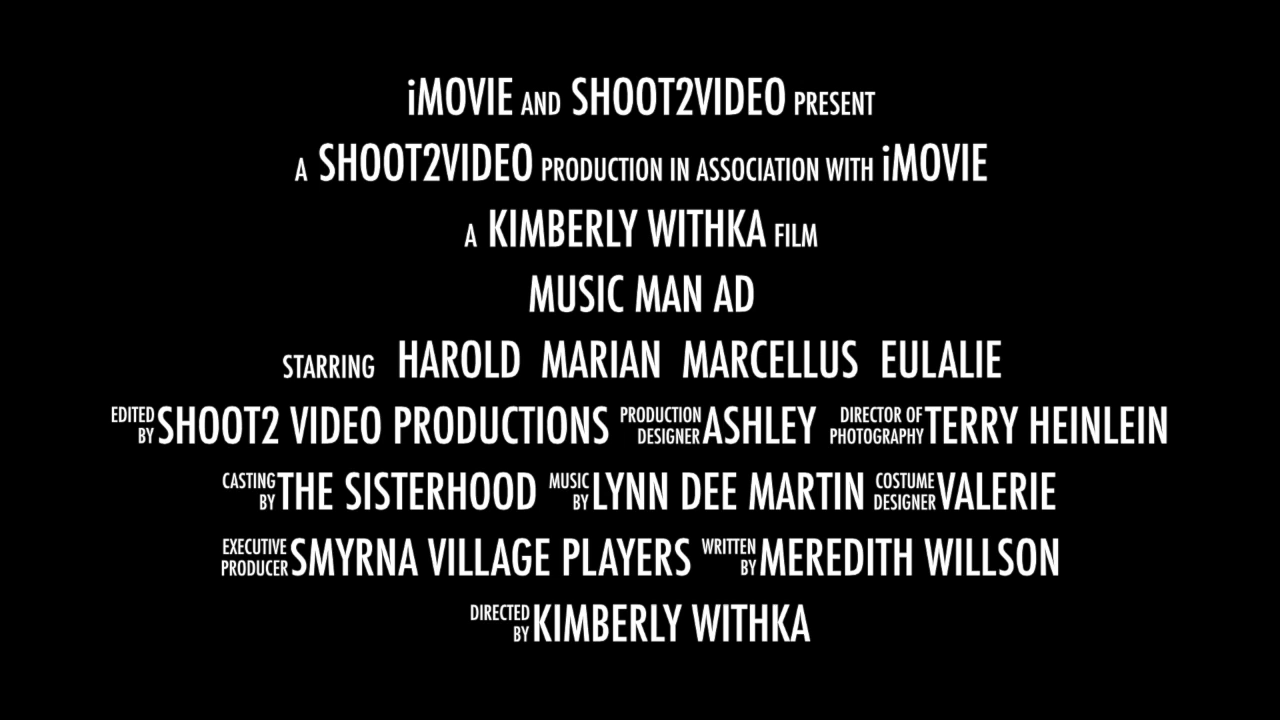 iMOVIE AND SHOOT2VIDEO PRESENT
A SHOOT2VIDEO PRODUCTION IN ASSOCIATION WITH iMOVIE
A KIMBERLY WITHKA FILM
MUSIC MAN AD
STARRING HAROLD MARIAN MARCELLUS EULALIE
EDITED BY SHOOT2 VIDEO PRODUCTIONS PRODUCTION DESIGNER ASHLEY DIRECTOR OF PHOTOGRAPHY TERRY HEINLEIN
CASTING BY THE SISTERHOOD MUSIC BY LYNN DEE MARTIN COSTUME DESIGNER VALERIE
EXECUTIVE PRODUCER SMYRNA VILLAGE PLAYERS WRITTEN BY MEREDITH WILLSON
DIRECTED BY KIMBERLY WITHKA